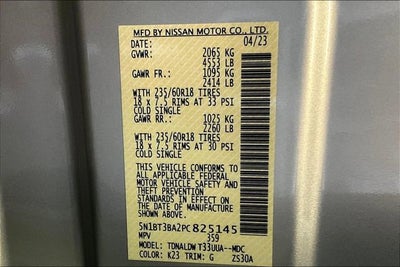 MFD BY NISSAN MOTOR CO., LTD.
DATE: 04/23
GVWR: 2065 KG
4553 LB
GAWR FR.: 1095 KG
2414 LB
WITH 235/60R18 TIRES
18 x 7.5 RIMS AT 33 PSI
COLD SINGLE
GAWR RR.: 1025 KG
2260 LB
WITH 235/60R18 TIRES
18 x 7.5 RIMS AT 30 PSI
COLD SINGLE
THIS VEHICLE CONFORMS TO
ALL APPLICABLE FEDERAL
MOTOR VEHICLE SAFETY AND
THEFT PREVENTION
STANDARDS IN EFFECT ON
THE DATE OF MANUFACTURE
SHOWN ABOVE.
5N1BT3BA2PC825145
MPV 359
MODEL: TDNALDWT33UUA--MDC
COLOR: K23 TRIM: G ZS30A